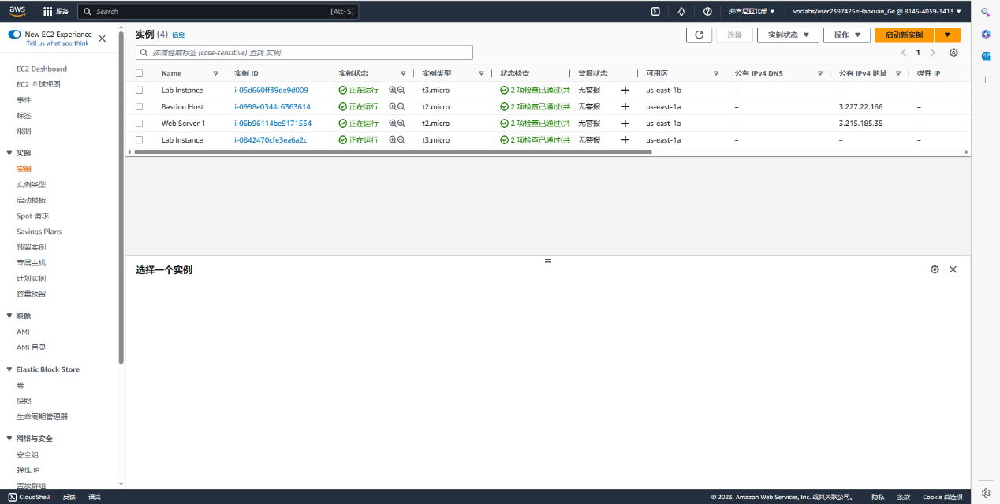 aws 服务 Search [Alt+S] 弗吉尼亚北部 voclabs/user2397425=Haoxuan_Ge @ 8145-4059-3413
New EC2 Experience
Tell us what you think
EC2 Dashboard
EC2 全球视图
事件
标签
限制
实例
实例
实例类型
启动模板
Spot 请求
Savings Plans
预留实例
专属主机
计划实例
容量预留
映像
AMI
AMI 目录
Elastic Block Store
卷
快照
生命周期管理器
网络与安全
安全组
弹性 IP
置放群组
实例 (4) 信息
连接 实例状态 操作 启动新实例
按属性或标签 (case-sensitive) 查找 实例
1
Name 实例 ID 实例状态 实例类型 状态检查 警报状态 可用区 公有 IPv4 DNS 公有 IPv4 地址 弹性 IP
Lab Instance i-05d660ff39de9d009 正在运行 t3.micro 2 项检查已通过(共 无警报 + us-east-1b – – –
Bastion Host i-0998e0344c6363614 正在运行 t2.micro 2 项检查已通过(共 无警报 + us-east-1a – 3.227.22.166 –
Web Server 1 i-06b96114be9171554 正在运行 t2.micro 2 项检查已通过(共 无警报 + us-east-1a – 3.215.185.35 –
Lab Instance i-0842470cfe3ea6a2c 正在运行 t3.micro 2 项检查已通过(共 无警报 + us-east-1a – – –
选择一个实例
CloudShell 反馈 语言 © 2023, Amazon Web Services, Inc. 或其关联公司。 隐私 条款 Cookie 首选项